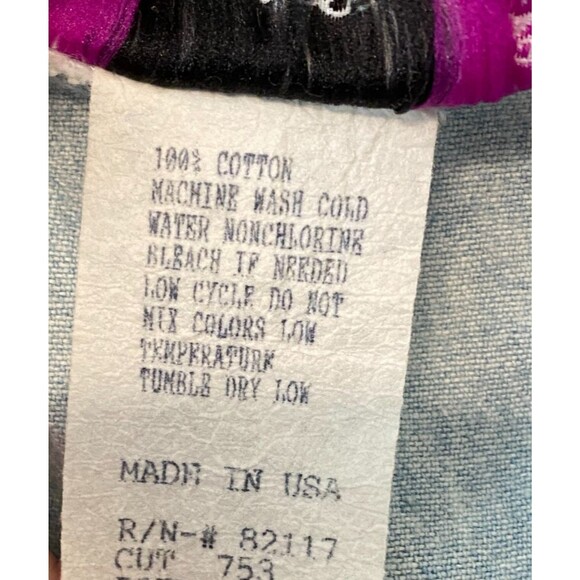 100% COTTON
MACHINE WASH COLD
WATER NONCHLORINE
BLEACH IF NEEDED
LOW CYCLE DO NOT
MIX COLORS LOW
TEMPERATURE
TUMBLE DRY LOW
MADE IN USA
R/N-# 82117
CUT 753